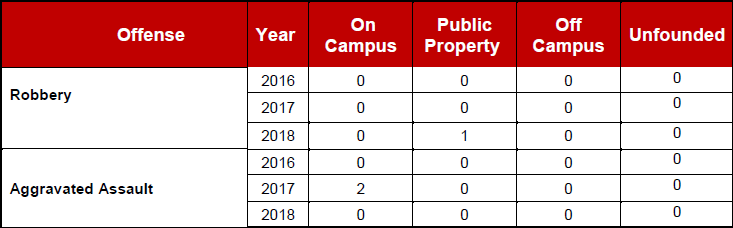 Offense Year On Campus Public Property Off Campus Unfounded
Robbery 2016 0 0 0 0
2017 0 0 0 0
2018 0 1 0 0
Aggravated Assault 2016 0 0 0 0
2017 2 0 0 0
2018 0 0 0 0